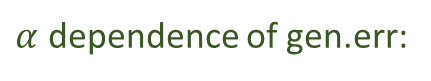 𝛼 dependence of gen.err: